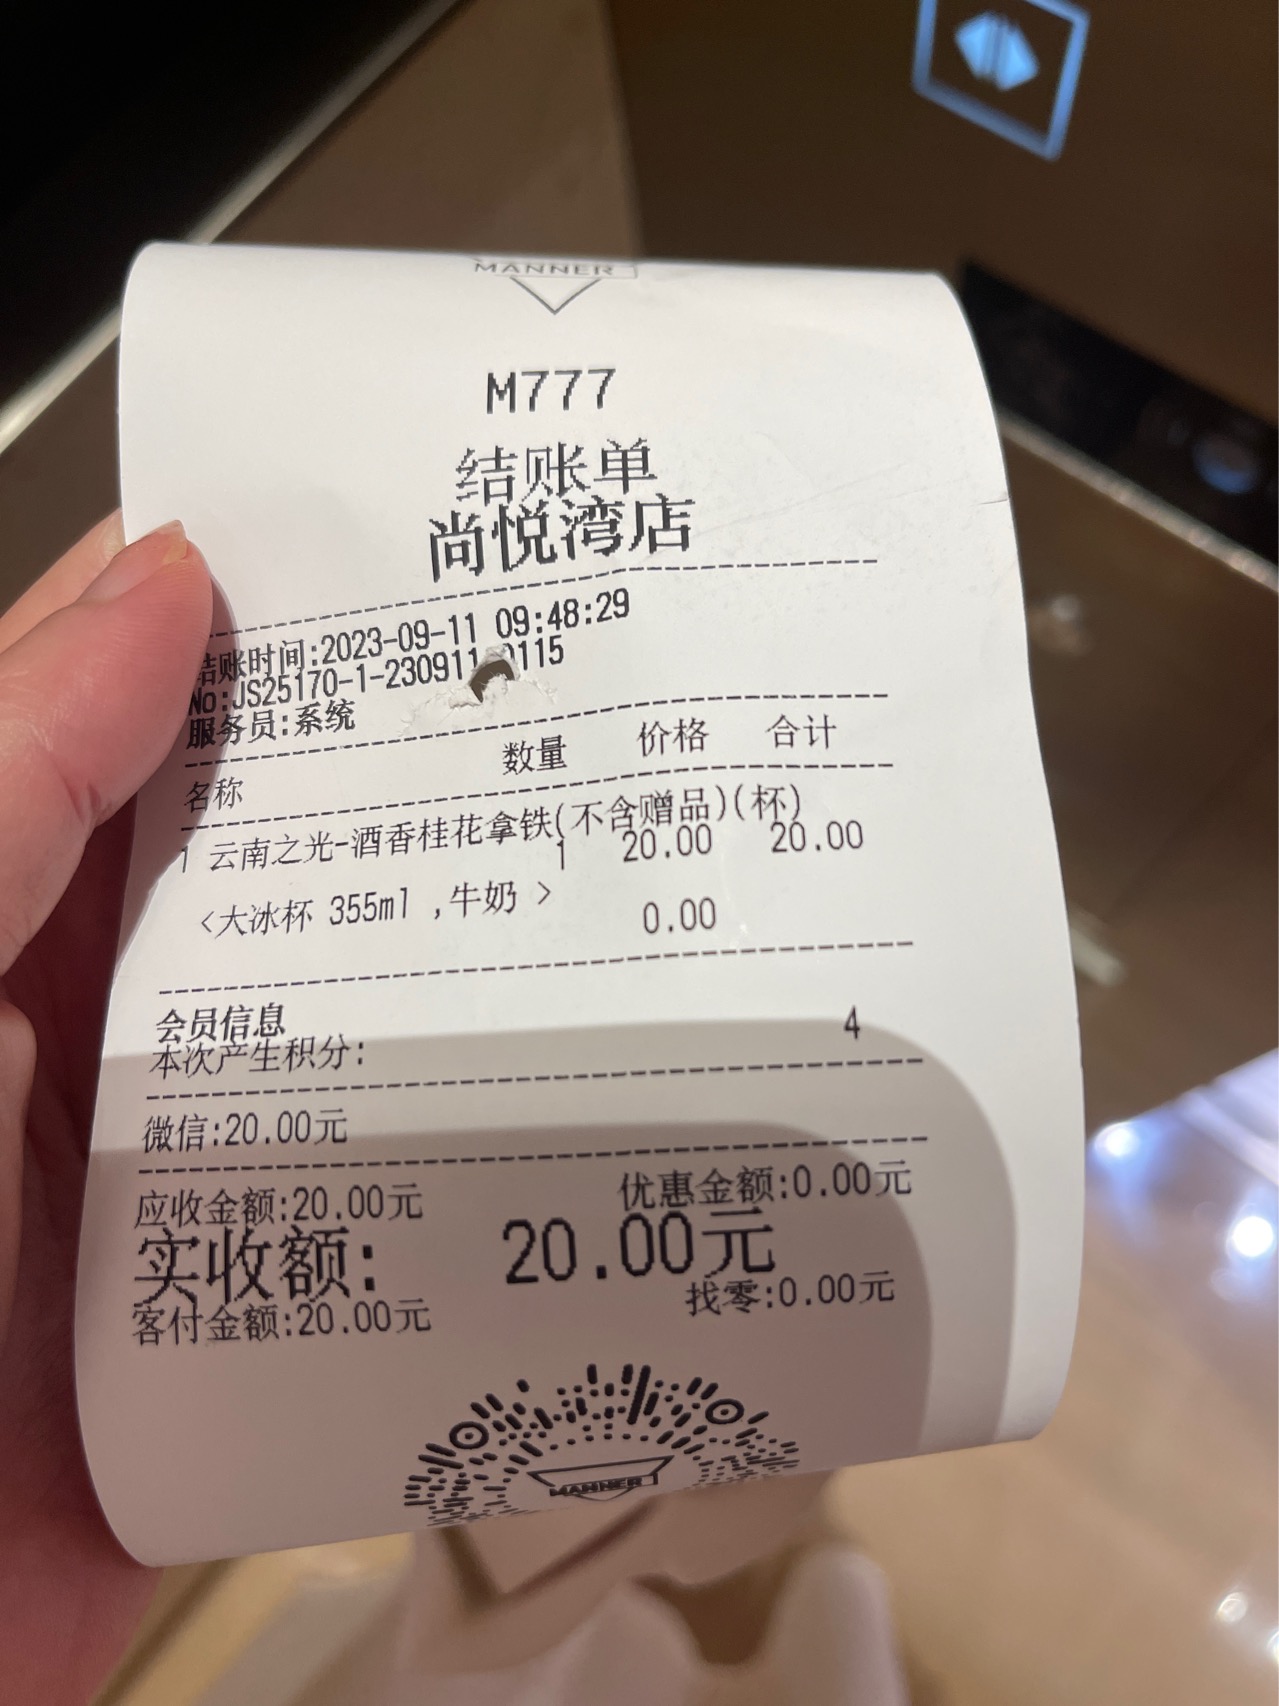 MANNER
M777
结账单
尚悦湾店
结账时间:2023-09-11 09:48:29
No:JS25170-1-230911 0115
服务员:系统
名称 数量 价格 合计
1 云南之光-酒香桂花拿铁(不含赠品)(杯)
1 20.00 20.00
<大冰杯 355ml ,牛奶 > 0.00
会员信息
本次产生积分: 4
微信:20.00元
应收金额:20.00元 优惠金额:0.00元
实收额: 20.00元
客付金额:20.00元 找零:0.00元
MANNER